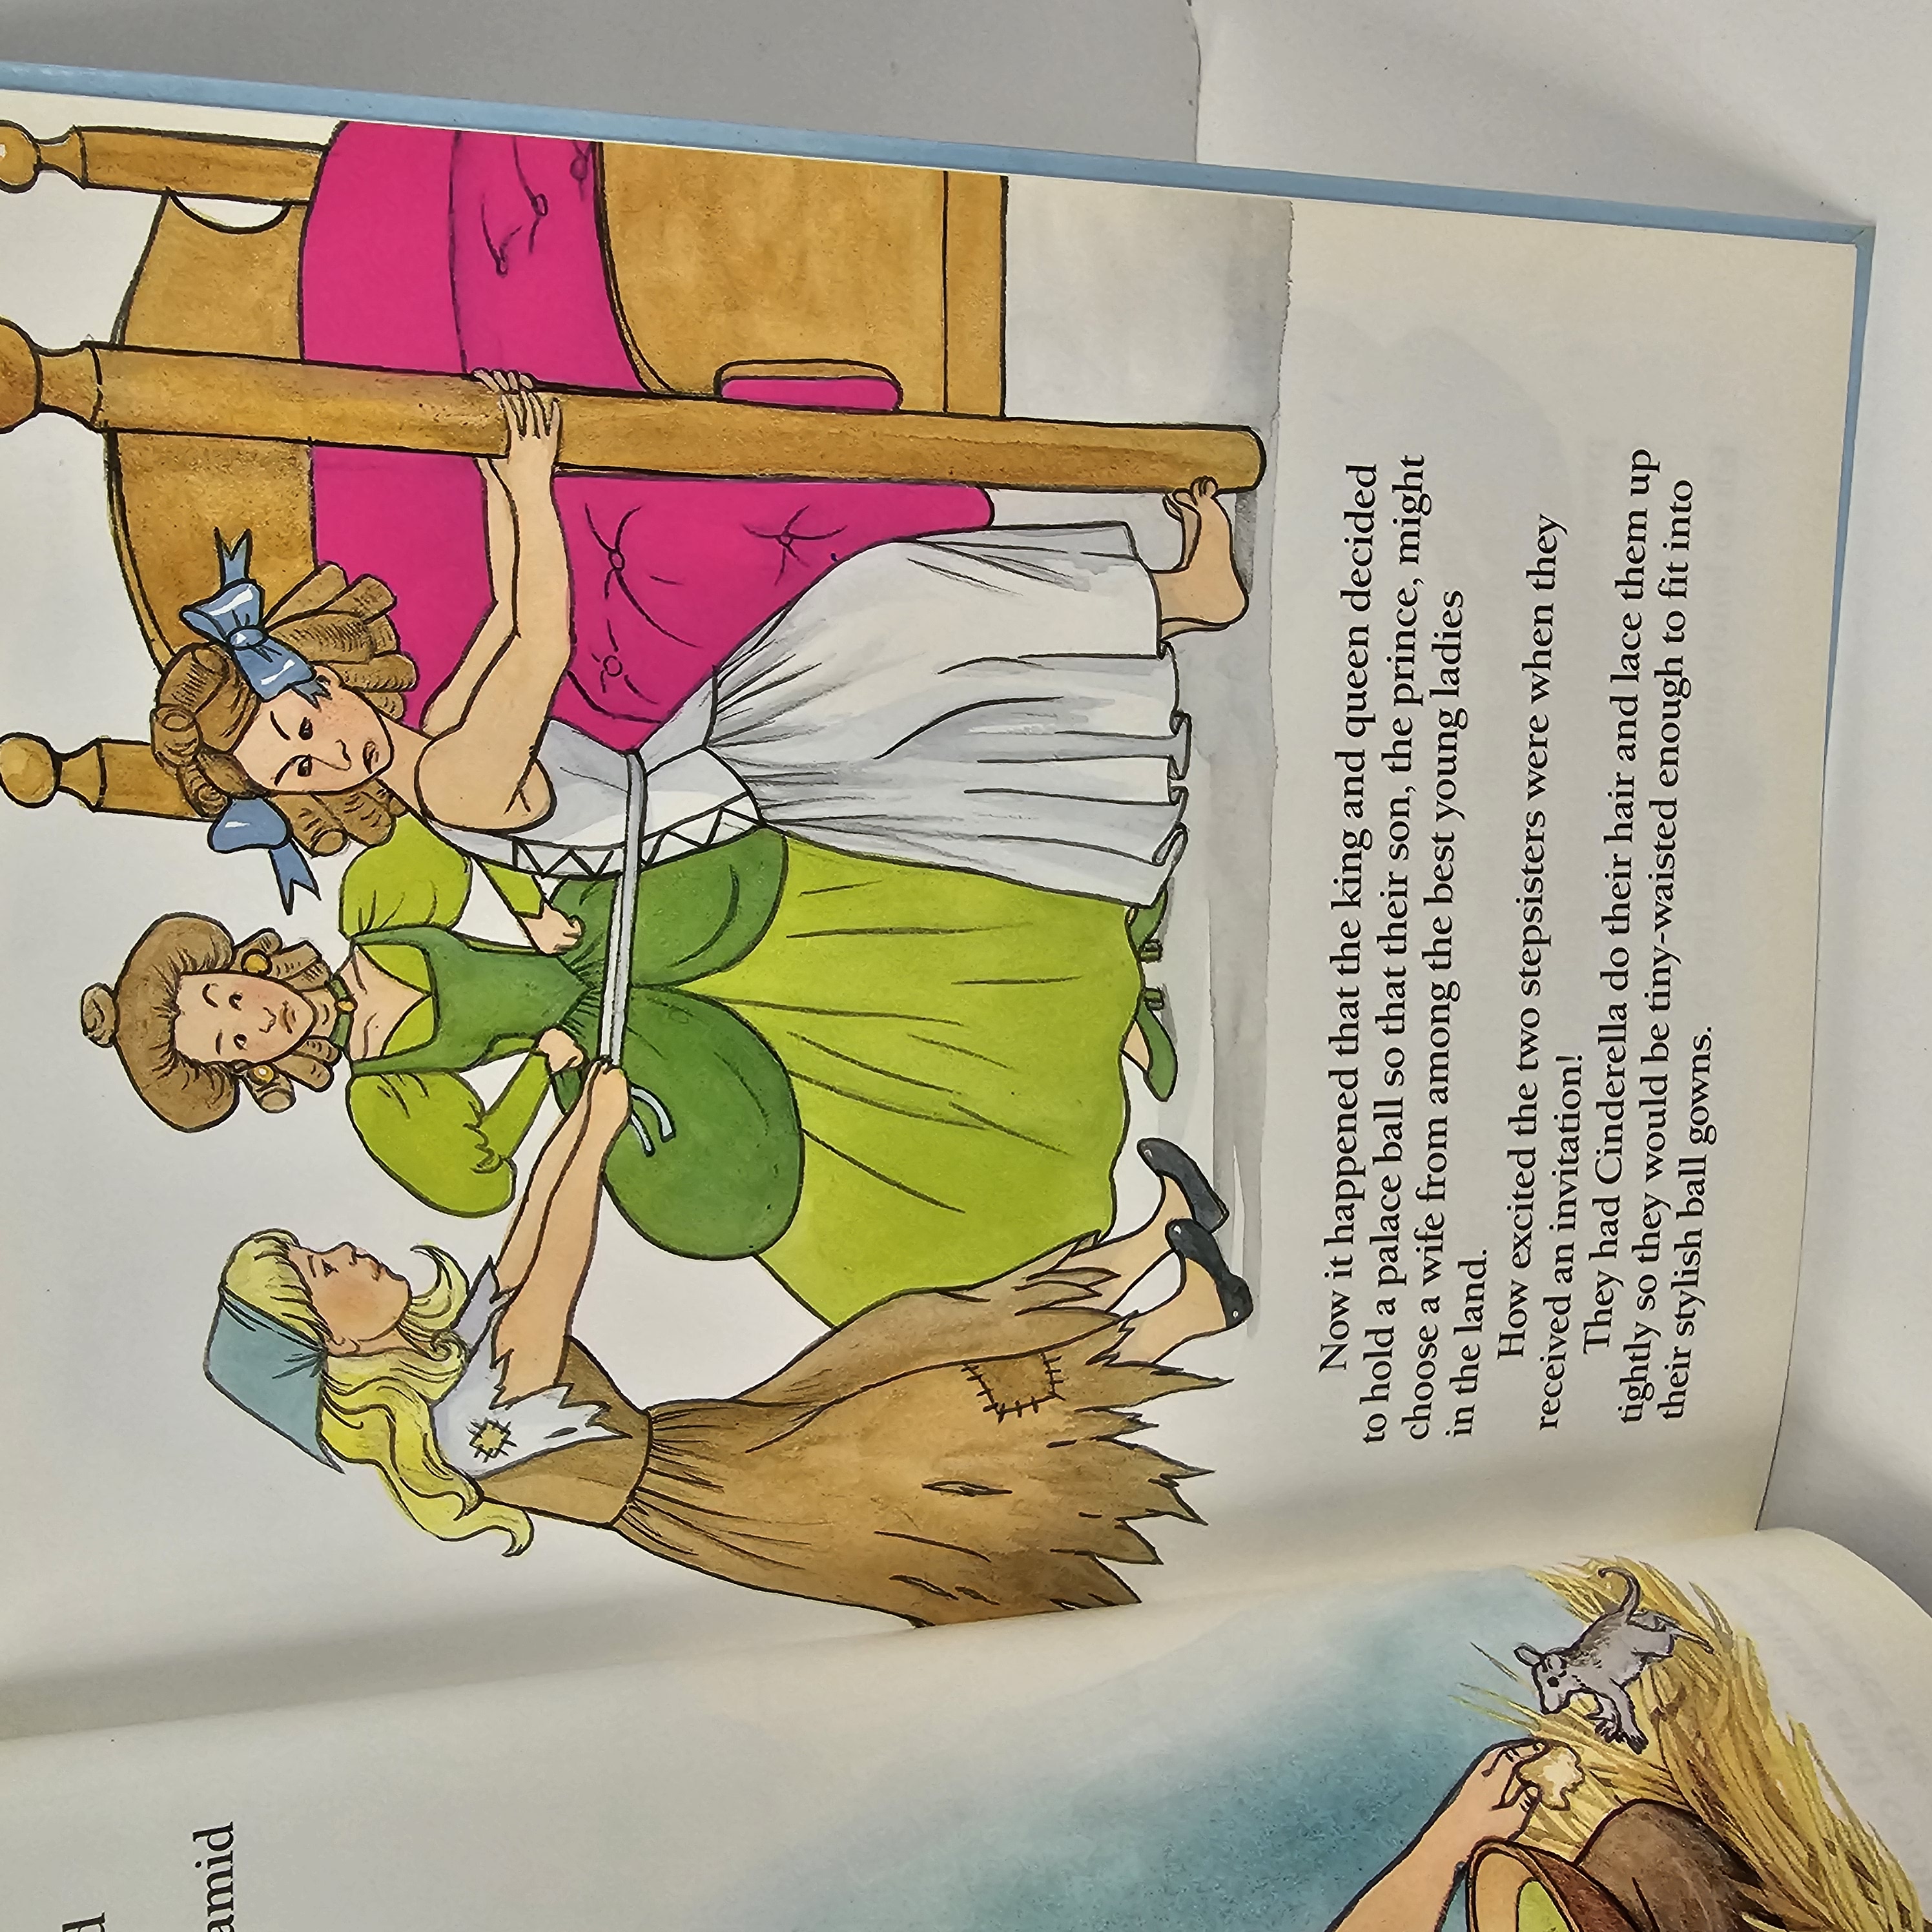 d
amid
Now it happened that the king and queen decided
to hold a palace ball so that their son, the prince, might
choose a wife from among the best young ladies
in the land.
How excited the two stepsisters were when they
received an invitation!
They had Cinderella do their hair and lace them up
tightly so they would be tiny-waisted enough to fit into
their stylish ball gowns.